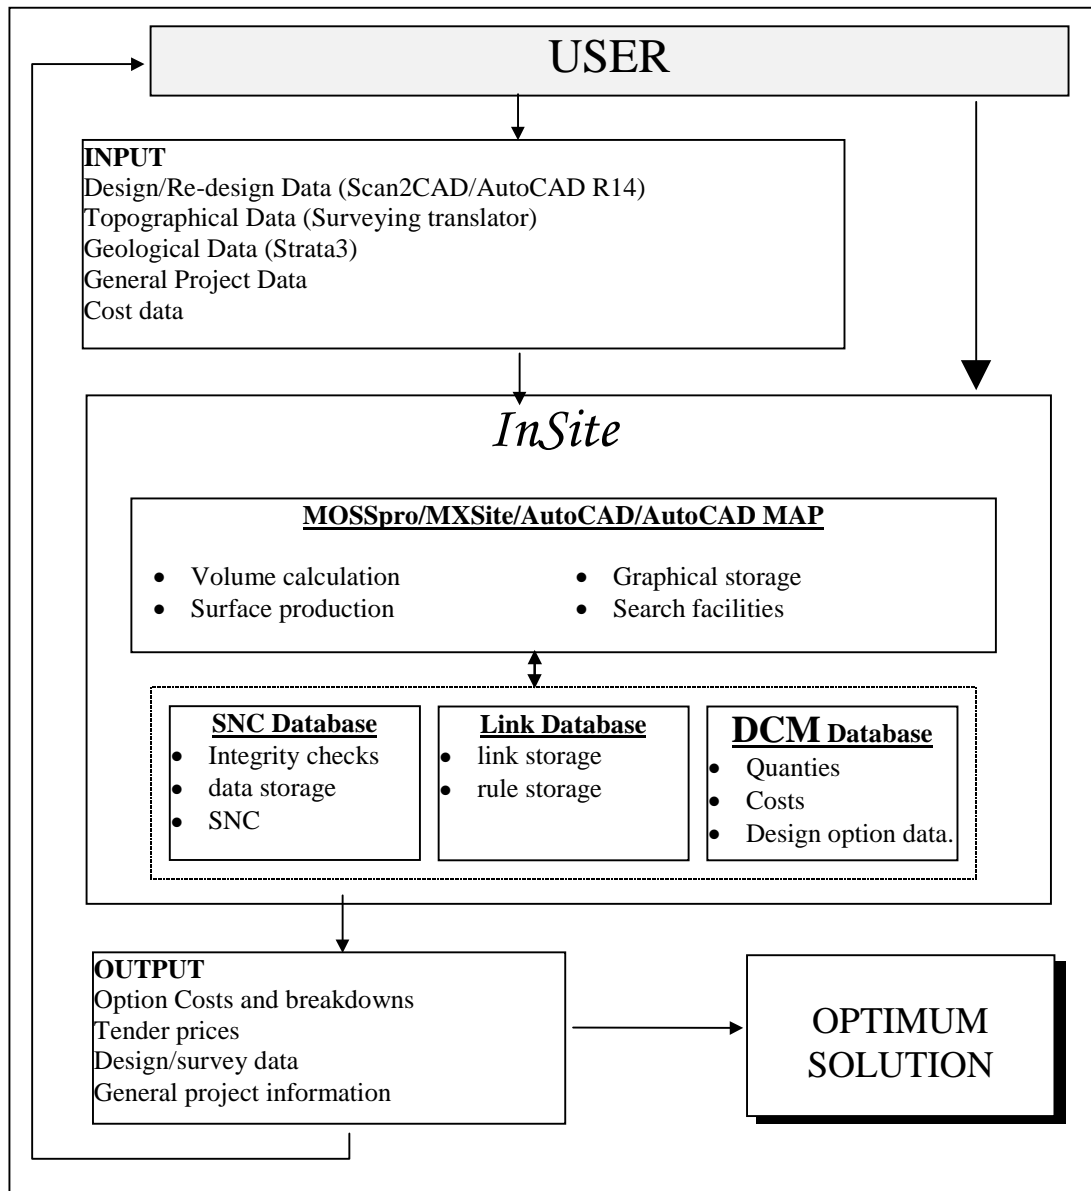 USER
INPUT
Design/Re-design Data (Scan2CAD/AutoCAD R14)
Topographical Data (Surveying translator)
Geological Data (Strata3)
General Project Data
Cost data
InSite
MOSSpro/MXSite/AutoCAD/AutoCAD MAP
• Volume calculation
• Surface production
• Graphical storage
• Search facilities
SNC Database
• Integrity checks
• data storage
• SNC
Link Database
• link storage
• rule storage
DCM Database
• Quanties
• Costs
• Design option data.
OUTPUT
Option Costs and breakdowns
Tender prices
Design/survey data
General project information
OPTIMUM
SOLUTION